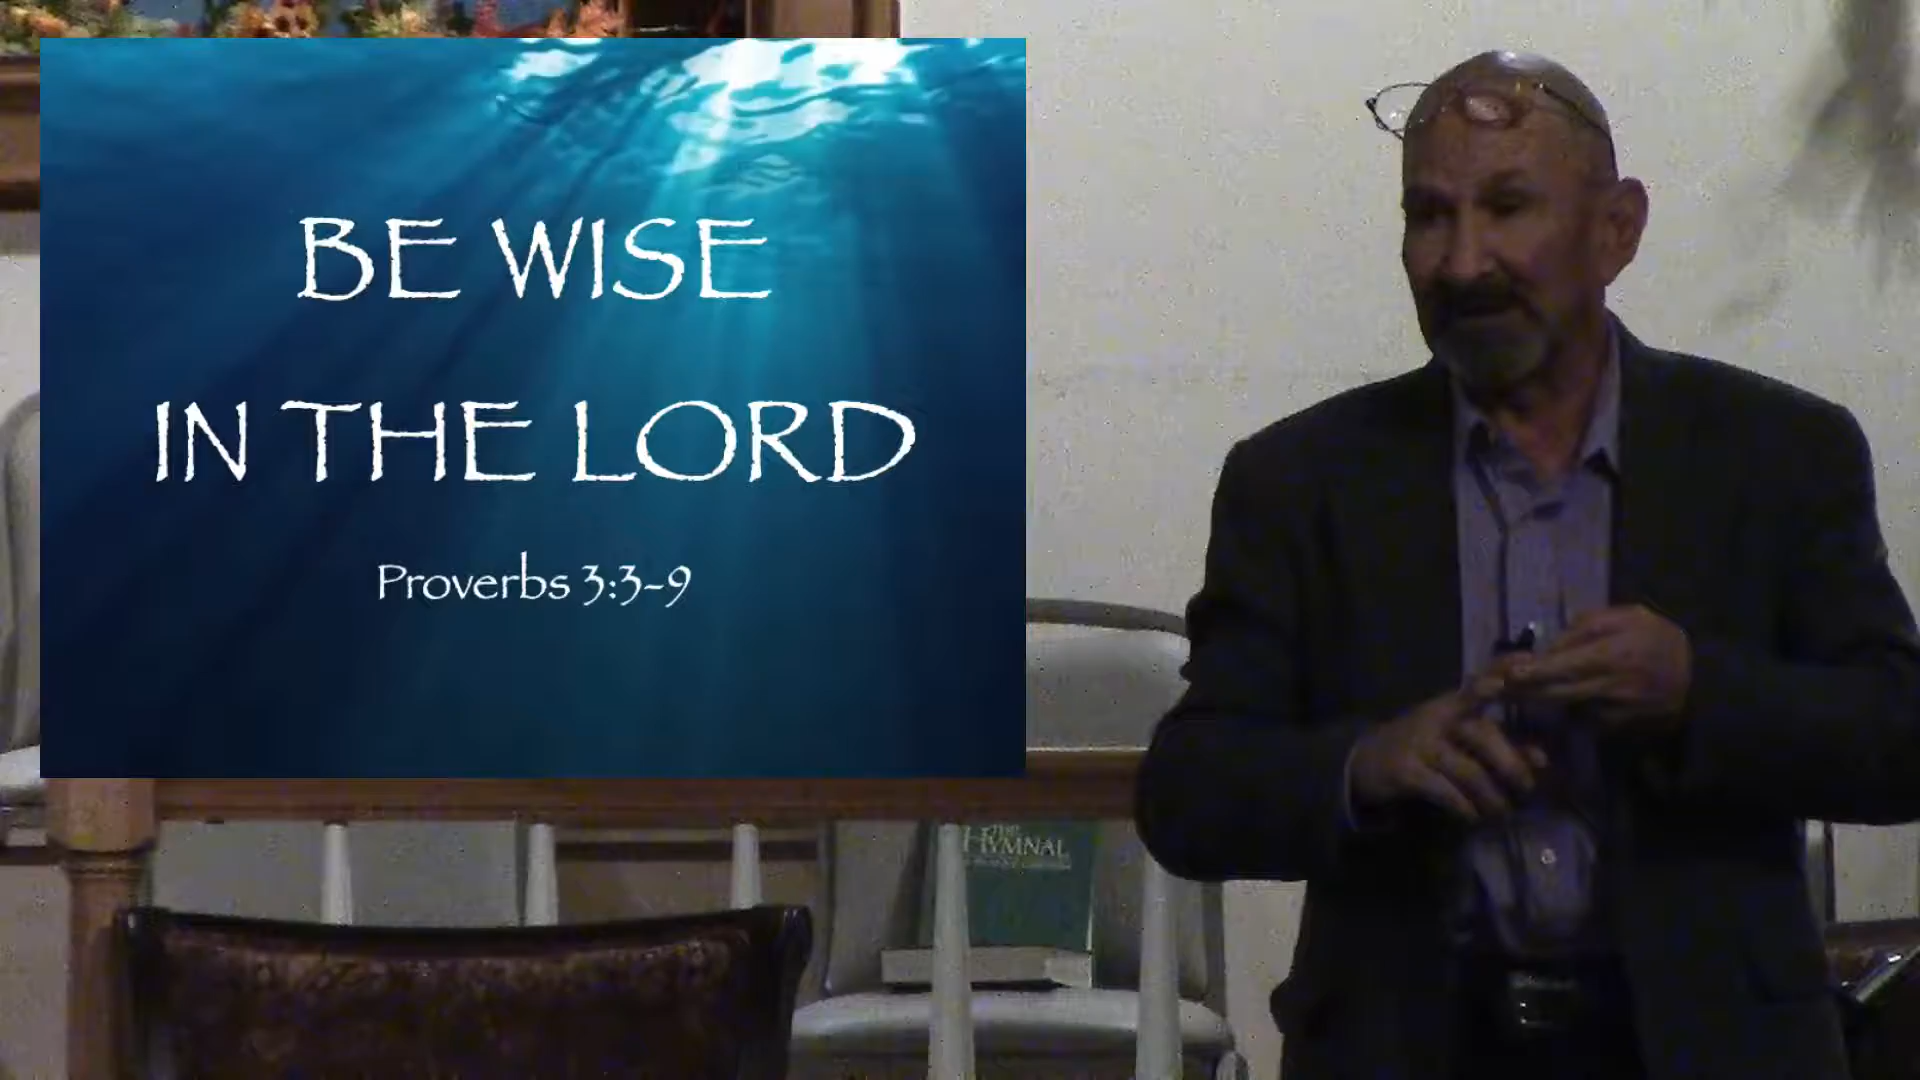 BE WISE
IN THE LORD
Proverbs 3:3-9
THE
HYMNAL